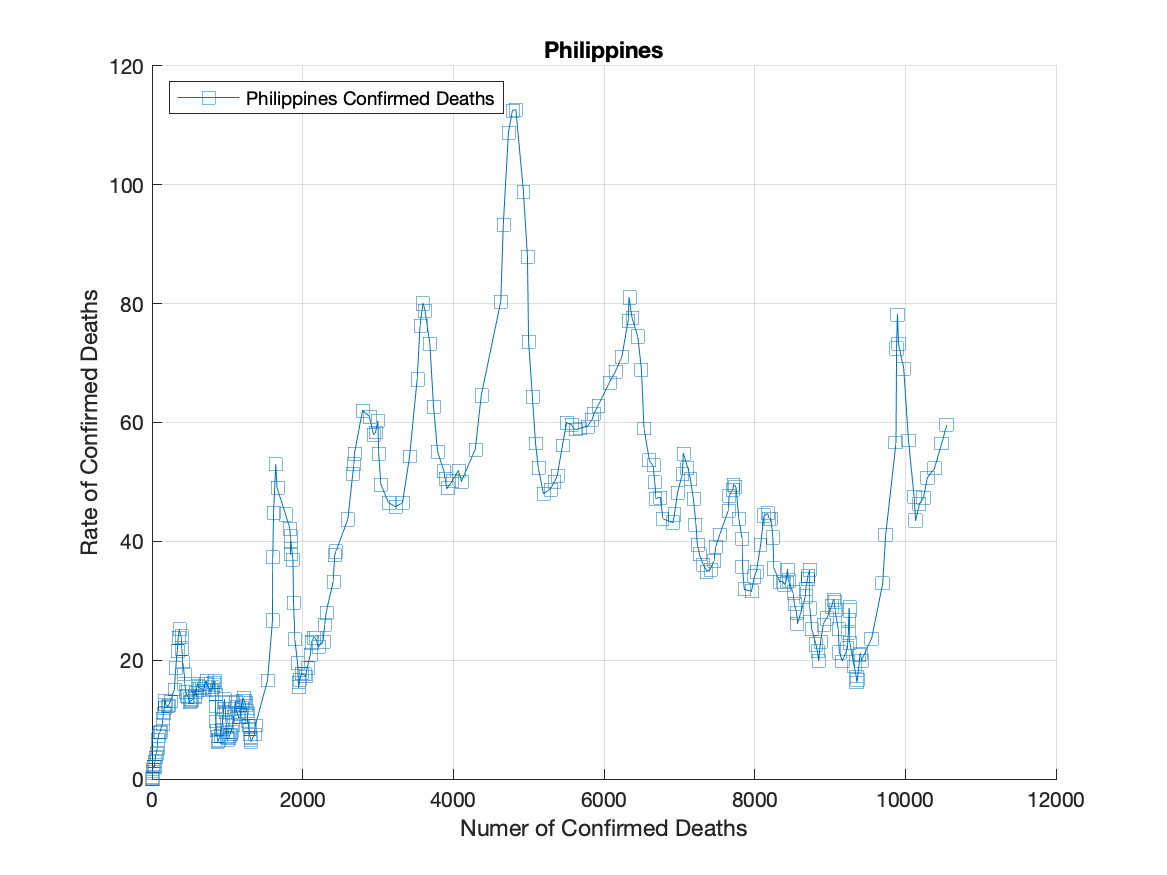 Philippines
Philippines Confirmed Deaths
120
100
80
60
40
20
0
Rate of Confirmed Deaths
0 2000 4000 6000 8000 10000 12000
Numer of Confirmed Deaths